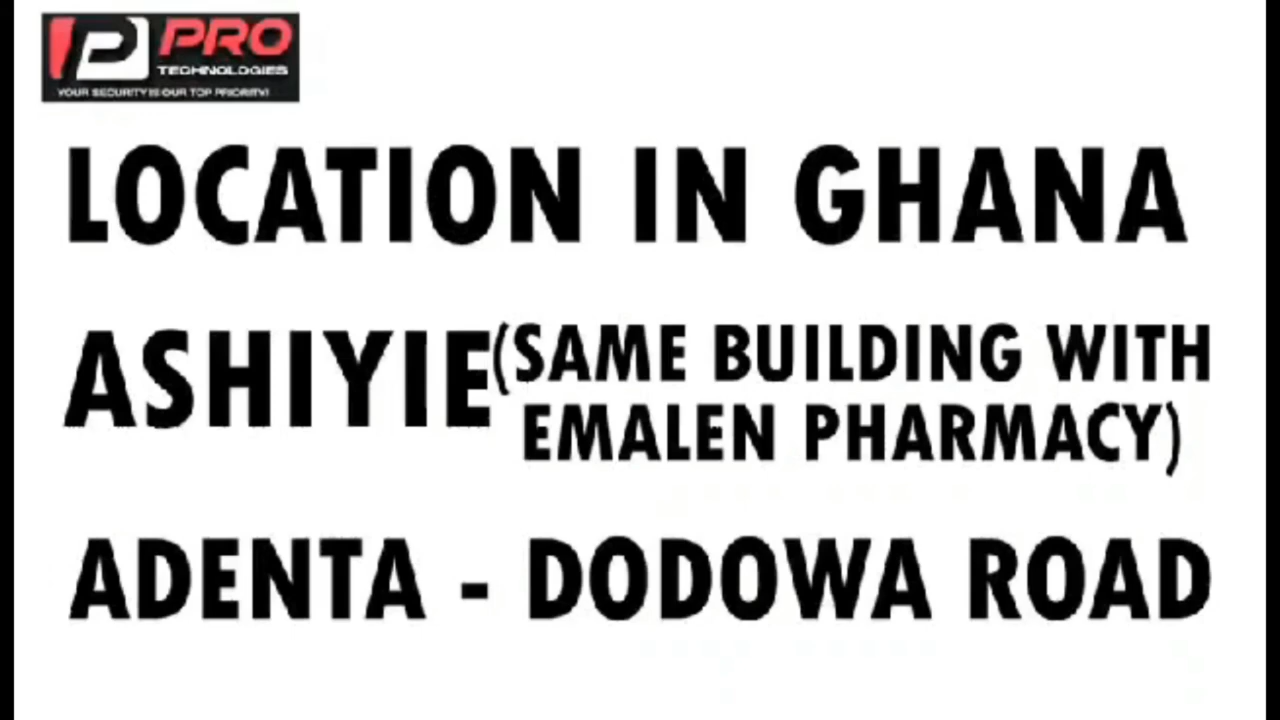 PRO
TECHNOLOGIES
YOUR SECURITY IS OUR TOP PRIORITY!
LOCATION IN GHANA
ASHIYIE (SAME BUILDING WITH
EMALEN PHARMACY)
ADENTA - DODOWA ROAD